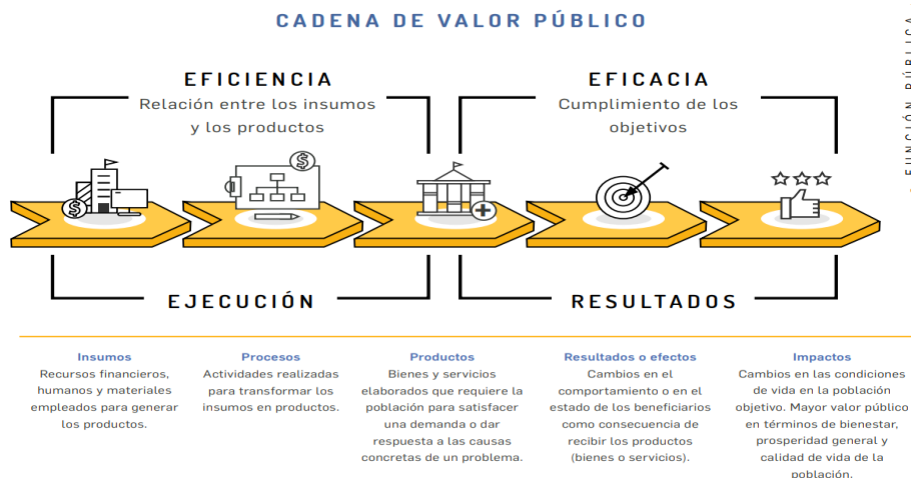 CADENA DE VALOR PÚBLICO
FUNCIÓN PÚBLICA
EFICIENCIA
Relación entre los insumos
y los productos
EFICACIA
Cumplimiento de los
objetivos
$
$
EJECUCIÓN
RESULTADOS
Insumos
Recursos financieros,
humanos y materiales
empleados para generar
los productos.
Procesos
Actividades realizadas
para transformar los
insumos en productos.
Productos
Bienes y servicios
elaborados que requiere la
población para satisfacer
una demanda o dar
respuesta a las causas
concretas de un problema.
Resultados o efectos
Cambios en el
comportamiento o en el
estado de los beneficiarios
como consecuencia de
recibir los productos
(bienes o servicios).
Impactos
Cambios en las condiciones
de vida en la población
objetivo. Mayor valor público
en términos de bienestar,
prosperidad general y
calidad de vida de la
población.